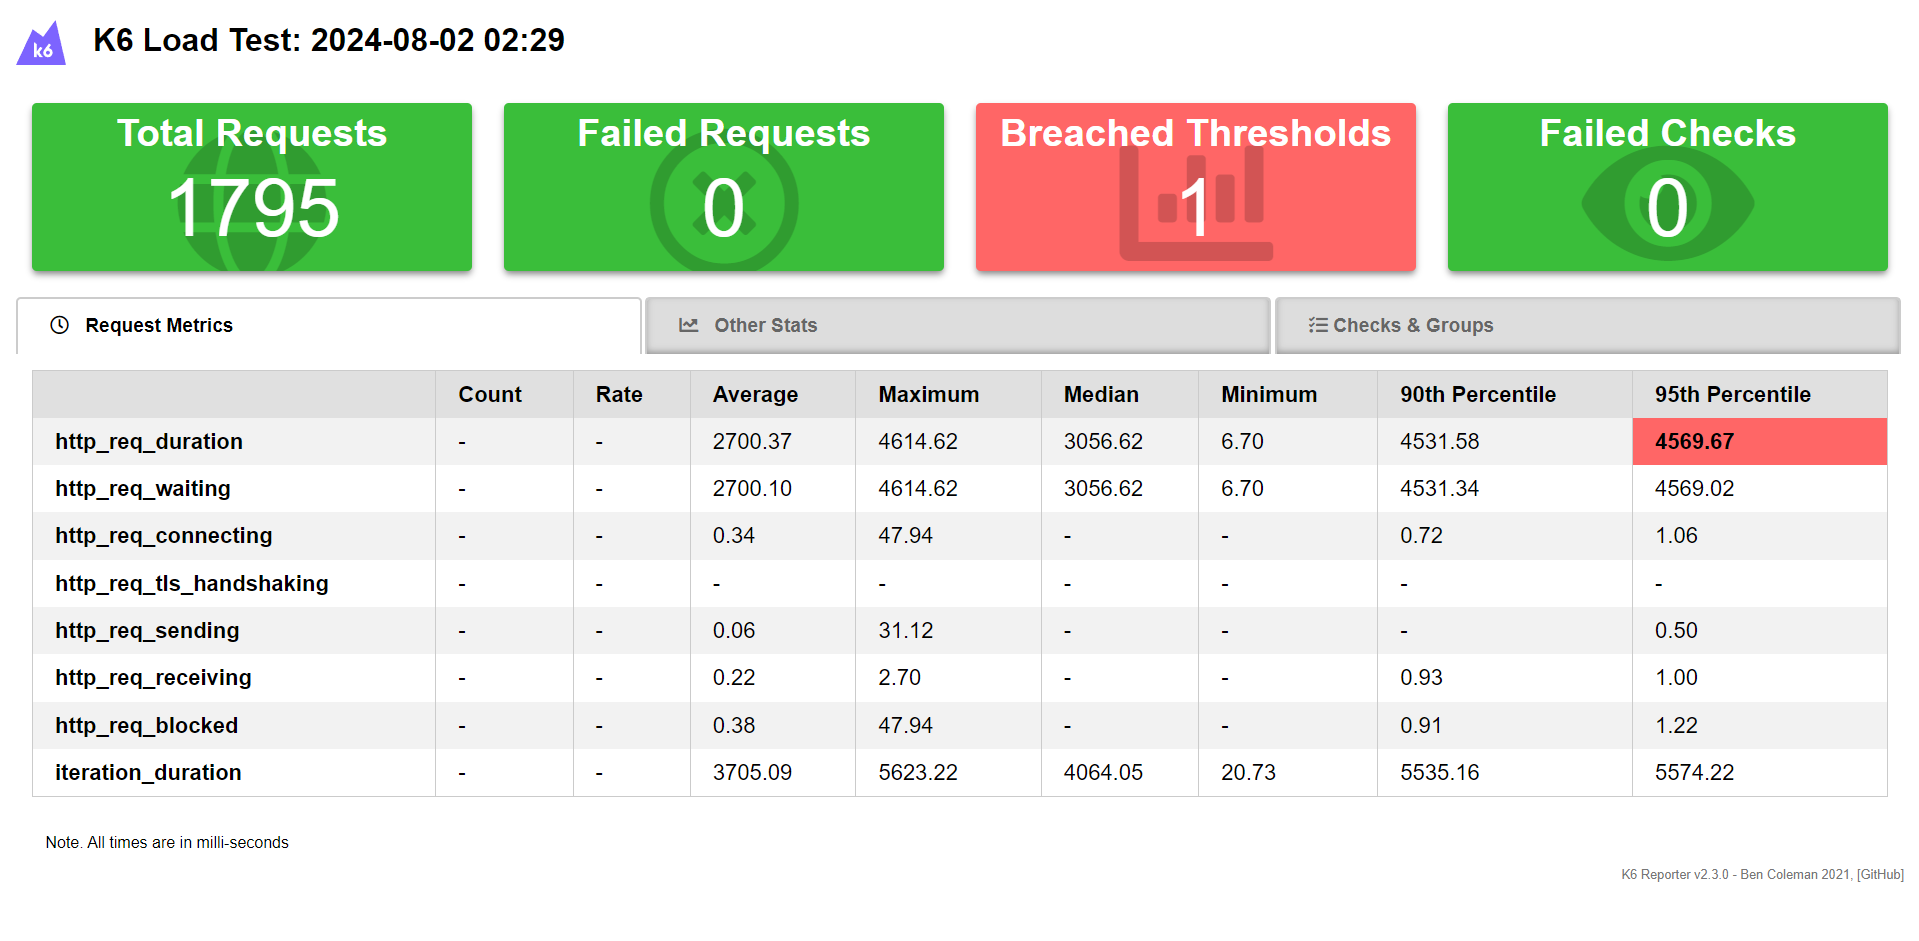 k6
K6 Load Test: 2024-08-02 02:29
Total Requests
1795
Failed Requests
0
Breached Thresholds
1
Failed Checks
0
Request Metrics
Other Stats
Checks & Groups
Count Rate Average Maximum Median Minimum 90th Percentile 95th Percentile
http_req_duration - - 2700.37 4614.62 3056.62 6.70 4531.58 4569.67
http_req_waiting - - 2700.10 4614.62 3056.62 6.70 4531.34 4569.02
http_req_connecting - - 0.34 47.94 - - 0.72 1.06
http_req_tls_handshaking - - - - - - - -
http_req_sending - - 0.06 31.12 - - - 0.50
http_req_receiving - - 0.22 2.70 - - 0.93 1.00
http_req_blocked - - 0.38 47.94 - - 0.91 1.22
iteration_duration - - 3705.09 5623.22 4064.05 20.73 5535.16 5574.22
Note. All times are in milli-seconds
K6 Reporter v2.3.0 - Ben Coleman 2021, [GitHub]